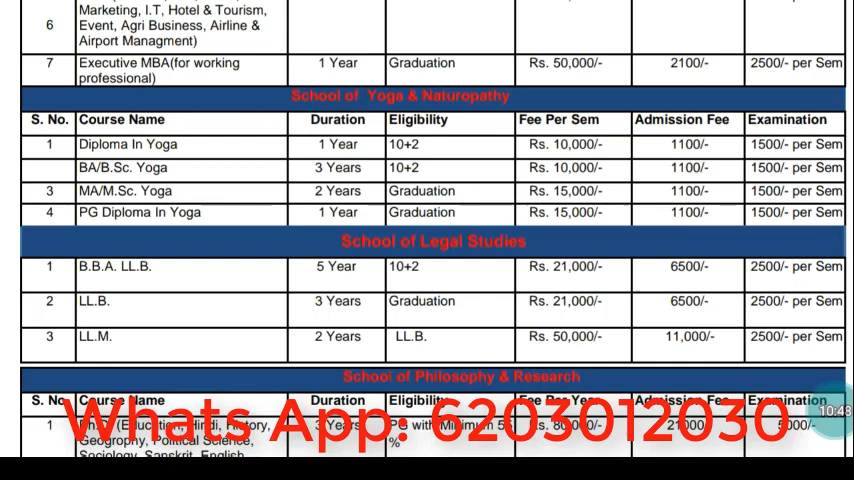 Marketing, I.T, Hotel & Tourism,
6 Event, Agri Business, Airline &
Airport Managment)
7 Executive MBA(for working professional) 1 Year Graduation Rs. 50,000/- 2100/- 2500/- per Sem
School of Yoga & Naturopathy
S. No. Course Name Duration Eligibility Fee Per Sem Admission Fee Examination
1 Diploma In Yoga 1 Year 10+2 Rs. 10,000/- 1100/- 1500/- per Sem
BA/B.Sc. Yoga 3 Years 10+2 Rs. 10,000/- 1100/- 1500/- per Sem
3 MA/M.Sc. Yoga 2 Years Graduation Rs. 15,000/- 1100/- 1500/- per Sem
4 PG Diploma In Yoga 1 Year Graduation Rs. 15,000/- 1100/- 1500/- per Sem
School of Legal Studies
1 B.B.A. LL.B. 5 Year 10+2 Rs. 21,000/- 6500/- 2500/- per Sem
2 LL.B. 3 Years Graduation Rs. 21,000/- 6500/- 2500/- per Sem
3 LL.M. 2 Years LL.B. Rs. 50,000/- 11,000/- 2500/- per Sem
School of Philosophy & Research
S. No. Course Name Duration Eligibility Fee Per Year Admission Fee Examination
Whats App: 6203012030
10:48
1 Ph.D. (Education, Hindi, History, 3 Years PG with Minimum 55 Rs. 21000/- 5000/-
Geography, Political Science, %
Sociology, Sanskrit, English